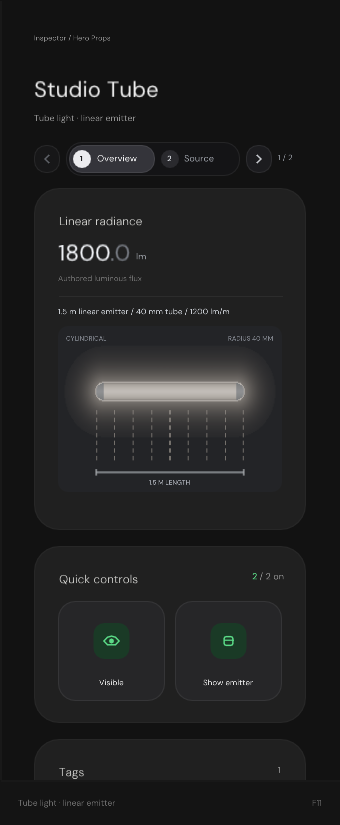 Inspector / Hero Props
Studio Tube
Tube light · linear emitter
1 Overview 2 Source 1 / 2
Linear radiance
1800.0 lm
Authored luminous flux
1.5 m linear emitter / 40 mm tube / 1200 lm/m
CYLINDRICAL RADIUS 40 MM
1.5 M LENGTH
Quick controls 2 / 2 on
Visible Show emitter
Tags 1
Tube light · linear emitter F11